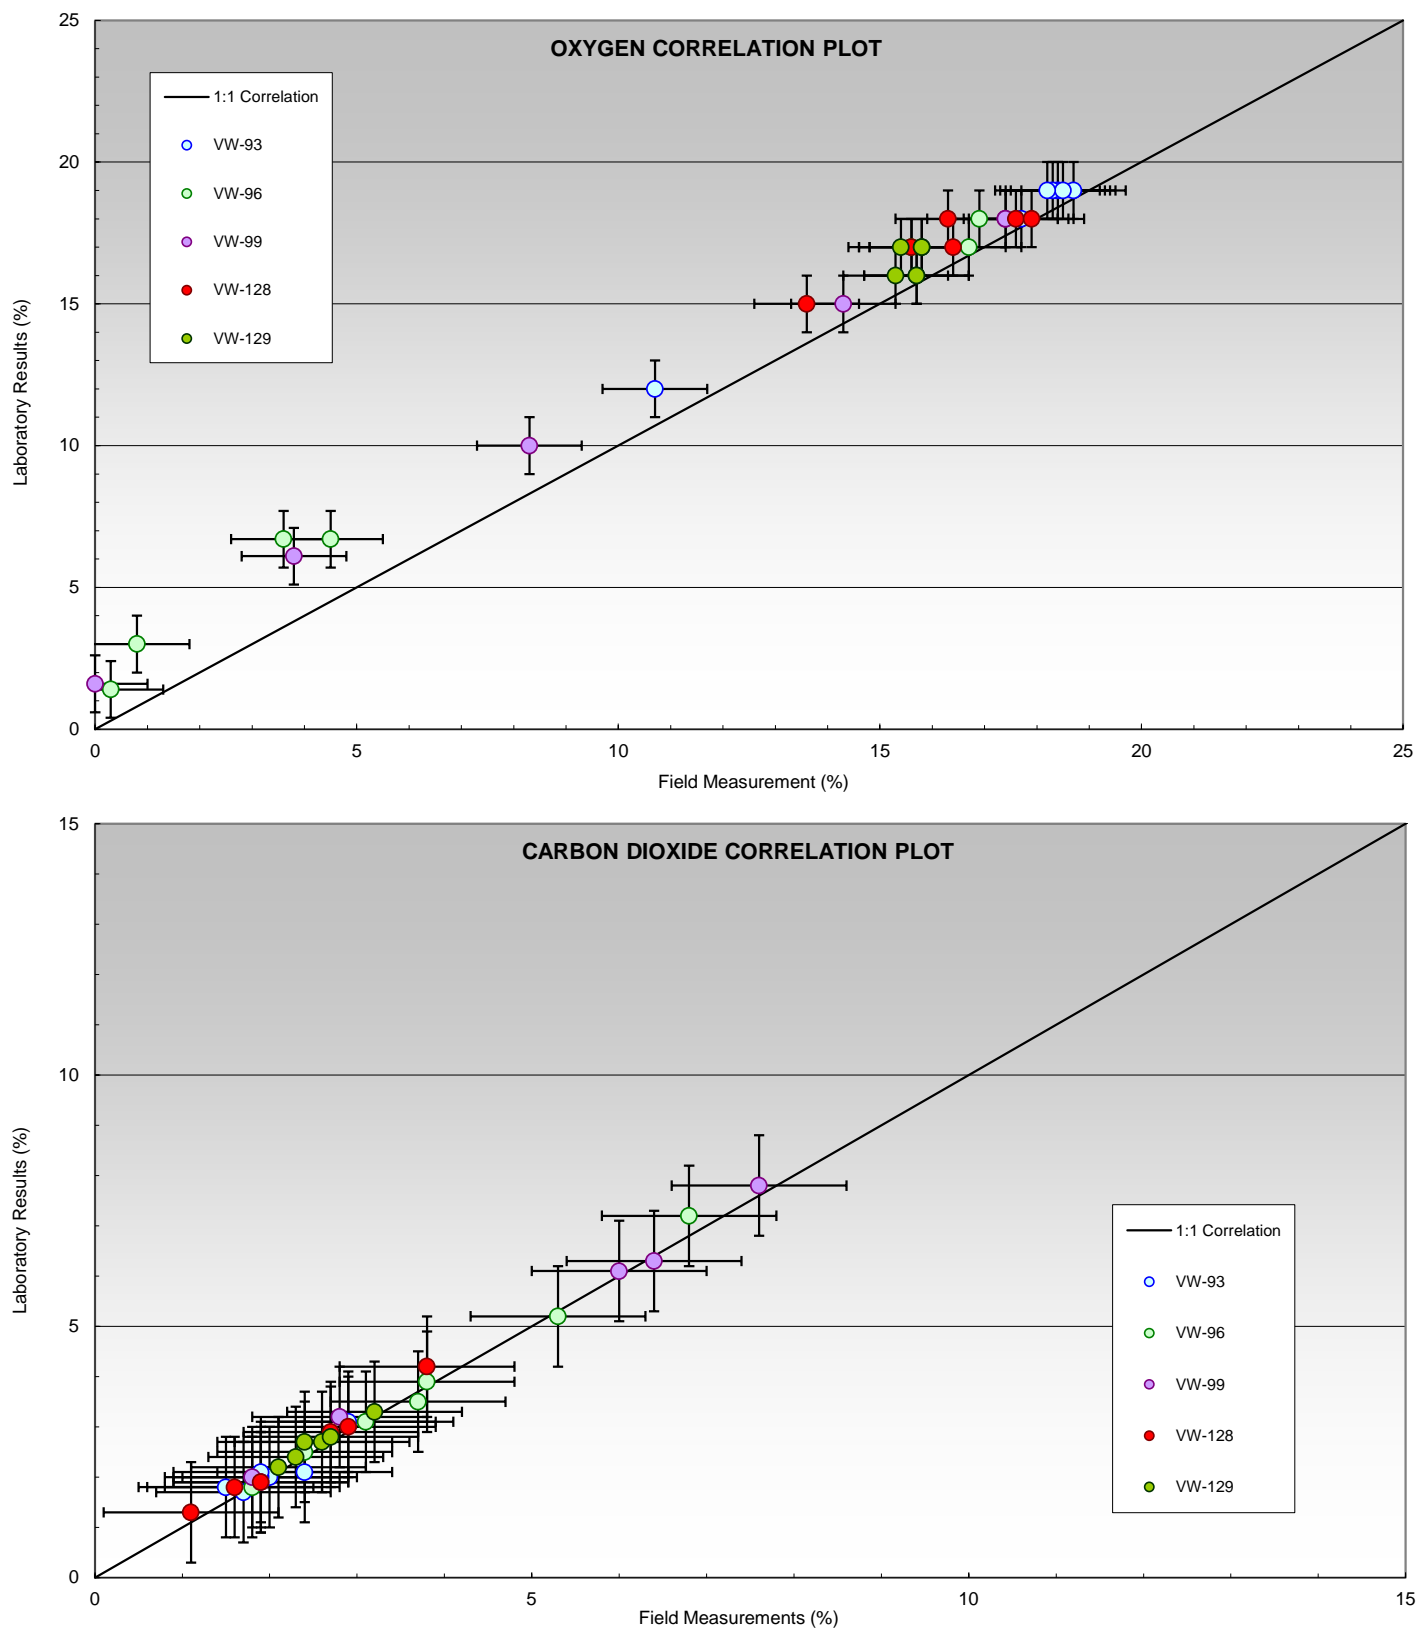 OXYGEN CORRELATION PLOT
25
20
15
10
5
0
Laboratory Results (%)
1:1 Correlation
VW-93
VW-96
VW-99
VW-128
VW-129
0 5 10 15 20 25
Field Measurement (%)
CARBON DIOXIDE CORRELATION PLOT
15
10
5
0
Laboratory Results (%)
1:1 Correlation
VW-93
VW-96
VW-99
VW-128
VW-129
0 5 10 15
Field Measurements (%)